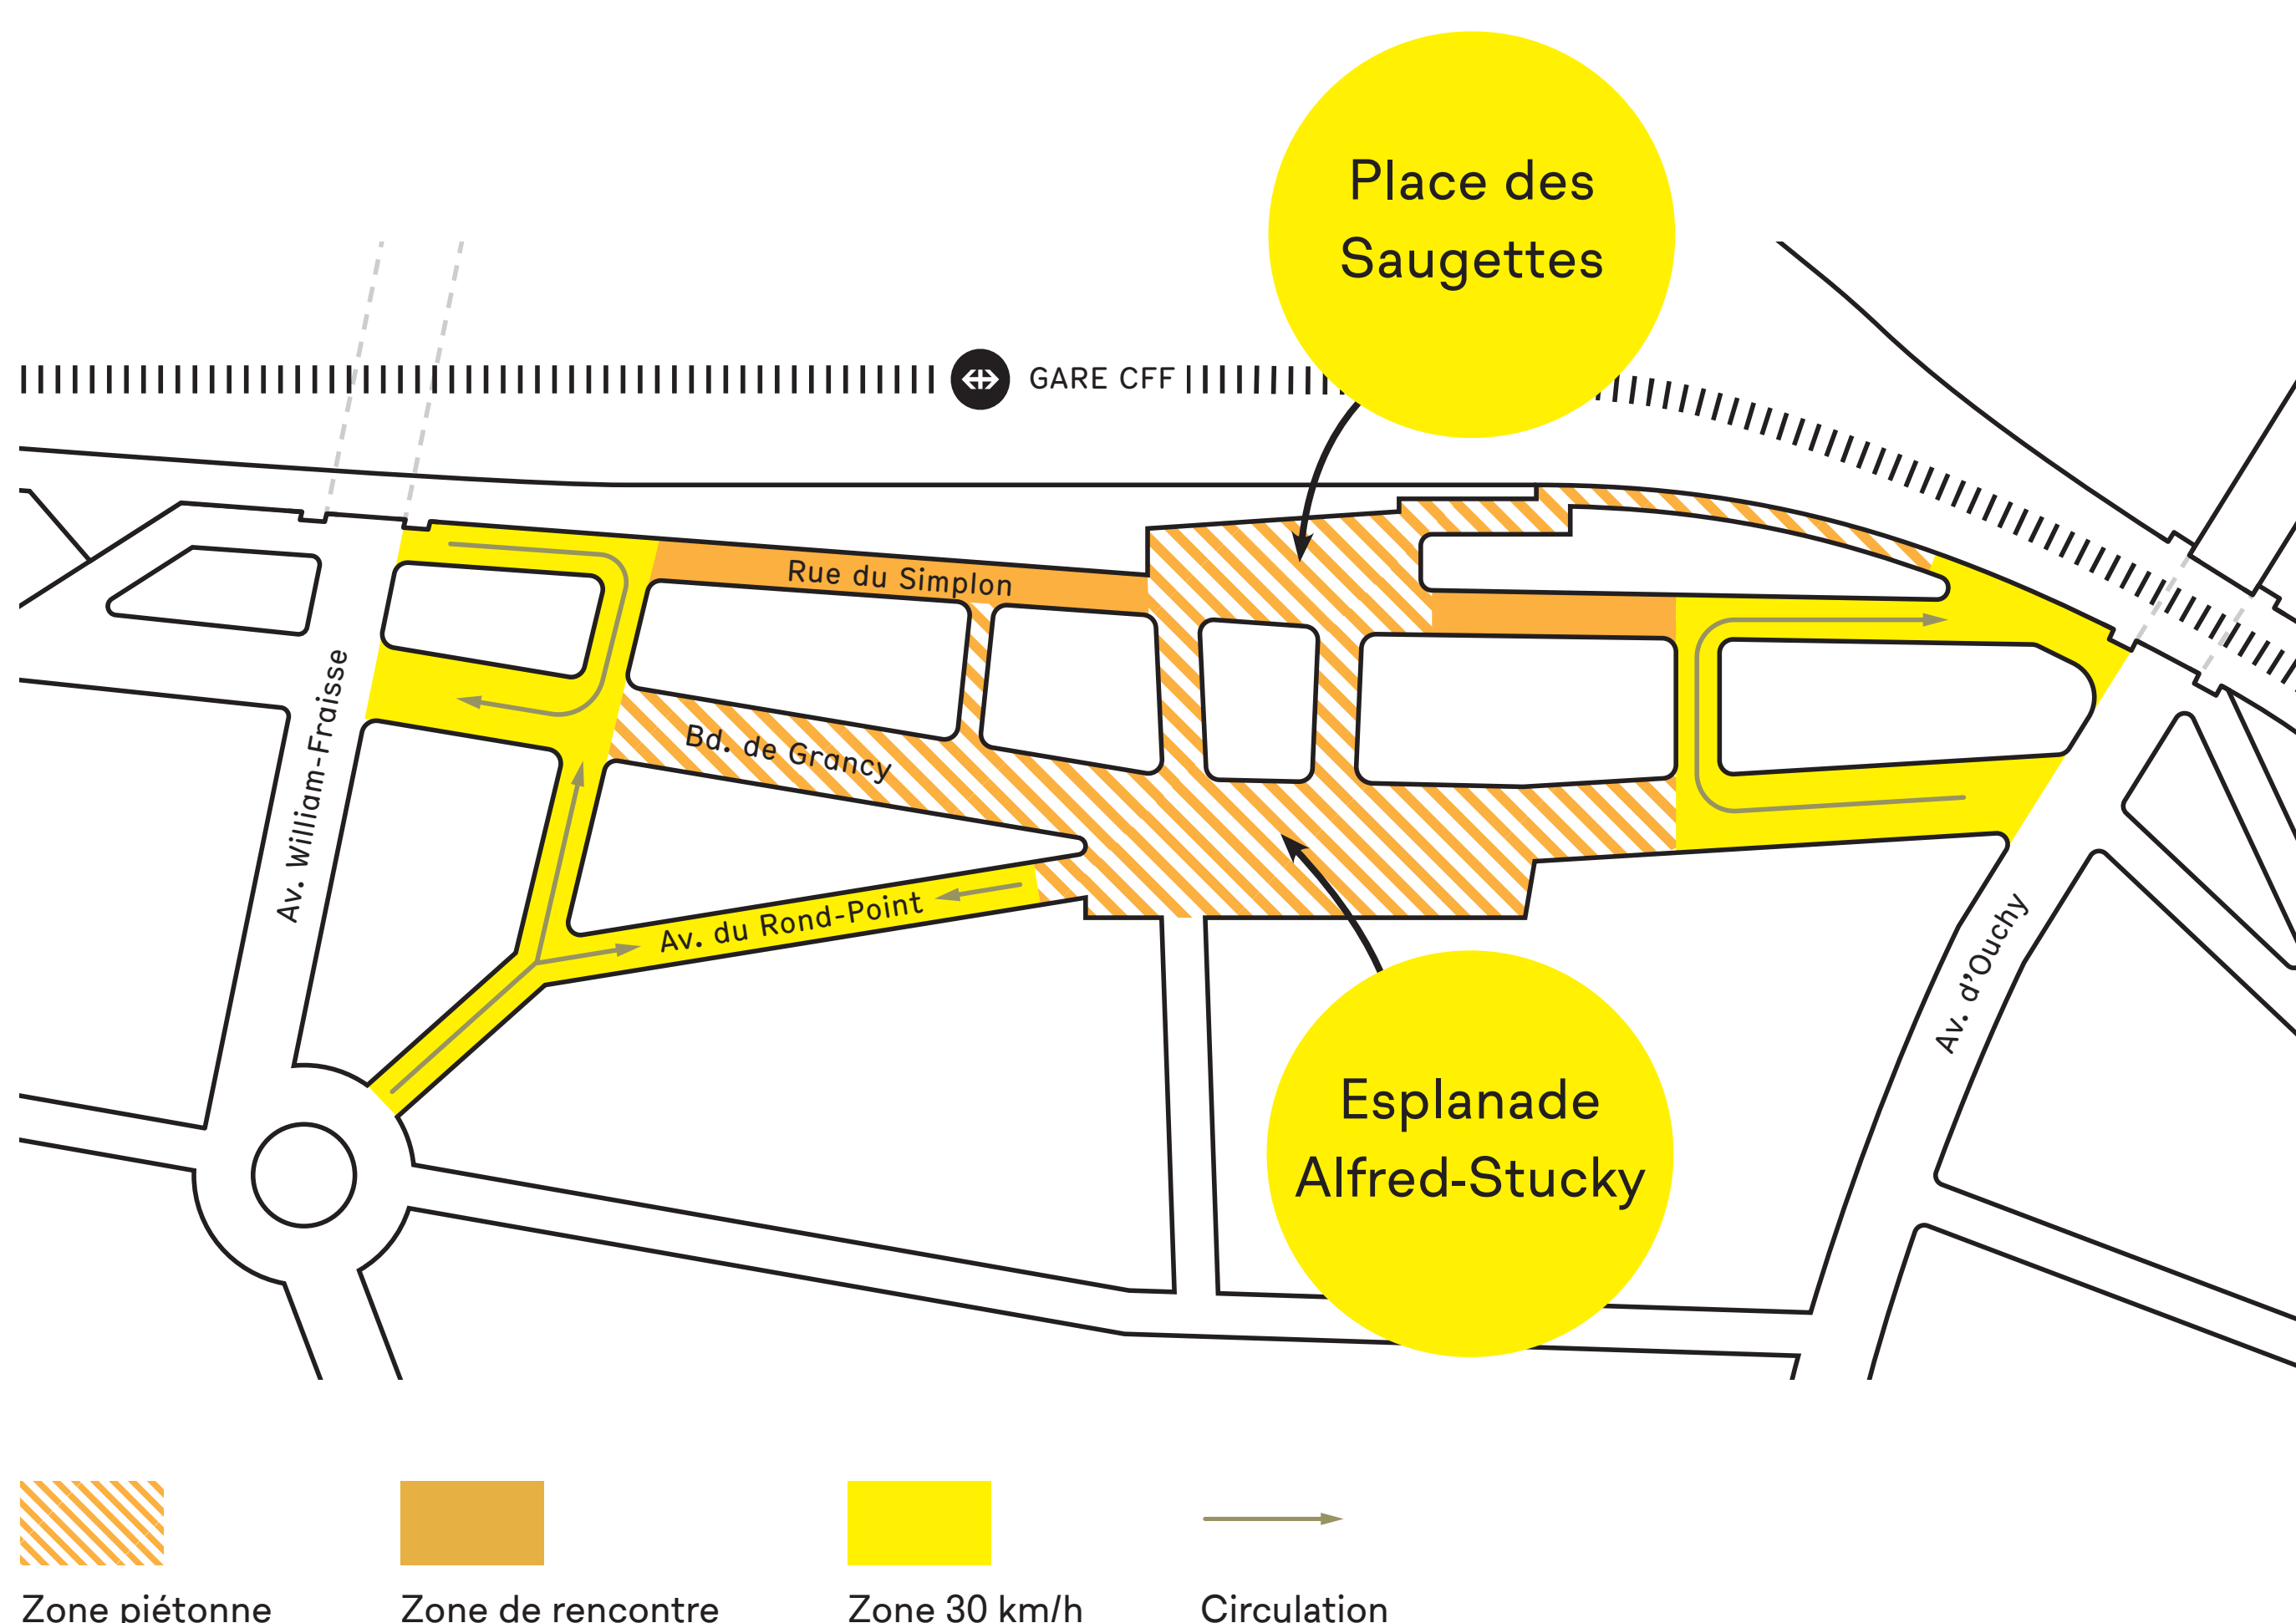 Place des
Saugettes
GARE CFF
Rue du Simplon
Av. William-Fraisse
Bd. de Grancy
Av. du Rond-Point
Av. d’Ouchy
Esplanade
Alfred-Stucky
Zone piétonne
Zone de rencontre
Zone 30 km/h
Circulation